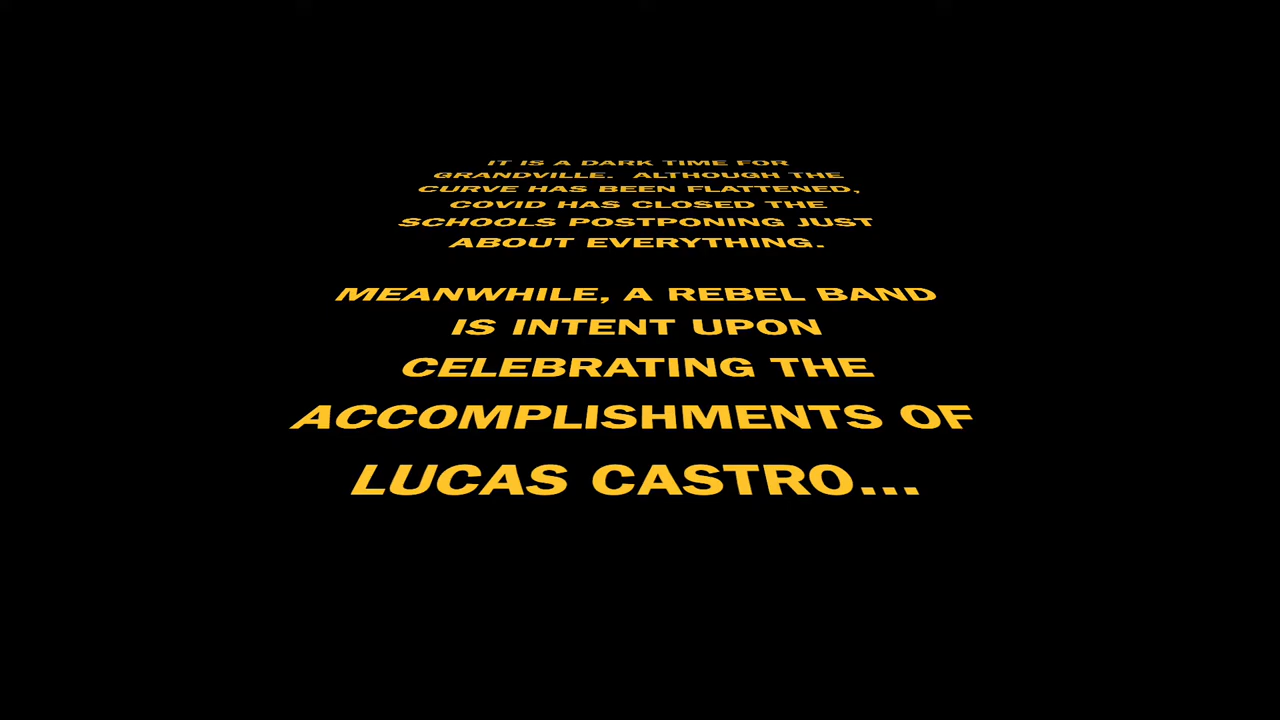 IT IS A DARK TIME FOR
GRANDVILLE.  ALTHOUGH THE
CURVE HAS BEEN FLATTENED,
COVID HAS CLOSED THE
SCHOOLS POSTPONING JUST
ABOUT EVERYTHING.
MEANWHILE, A REBEL BAND
IS INTENT UPON
CELEBRATING THE
ACCOMPLISHMENTS OF
LUCAS CASTRO...